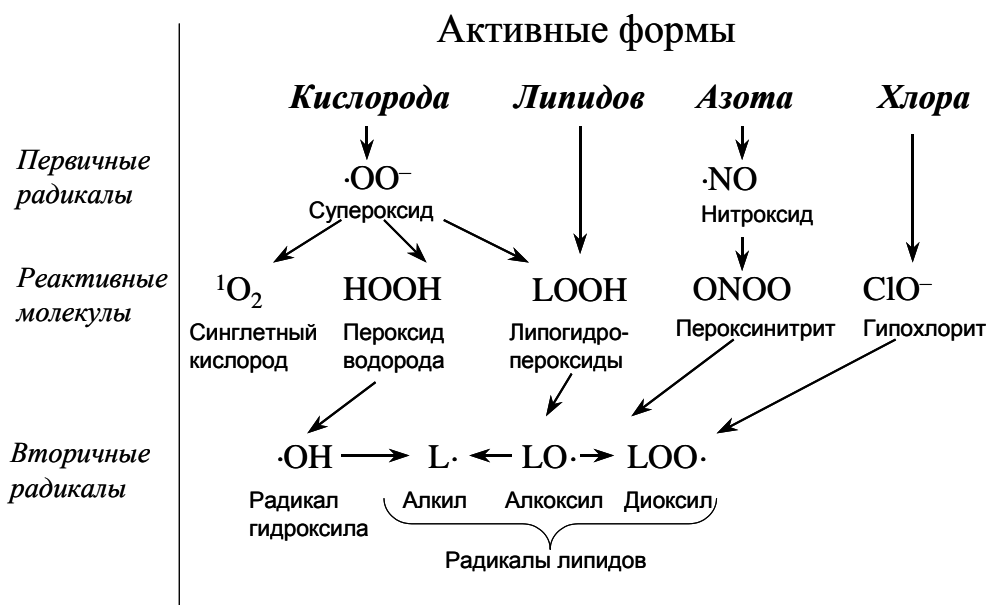 Активные формы
Кислорода Липидов Азота Хлора
Первичные
радикалы
·OO⁻
Супероксид
·NO
Нитроксид
Реактивные
молекулы
¹O₂ HOOH LOOH ONOO ClO⁻
Синглетный
кислород
Пероксид
водорода
Липогидро-
пероксиды
Пероксинитрит
Гипохлорит
Вторичные
радикалы
·OH L· LO· LOO·
Радикал
гидроксила
Алкил
Алкоксил
Диоксил
Радикалы липидов